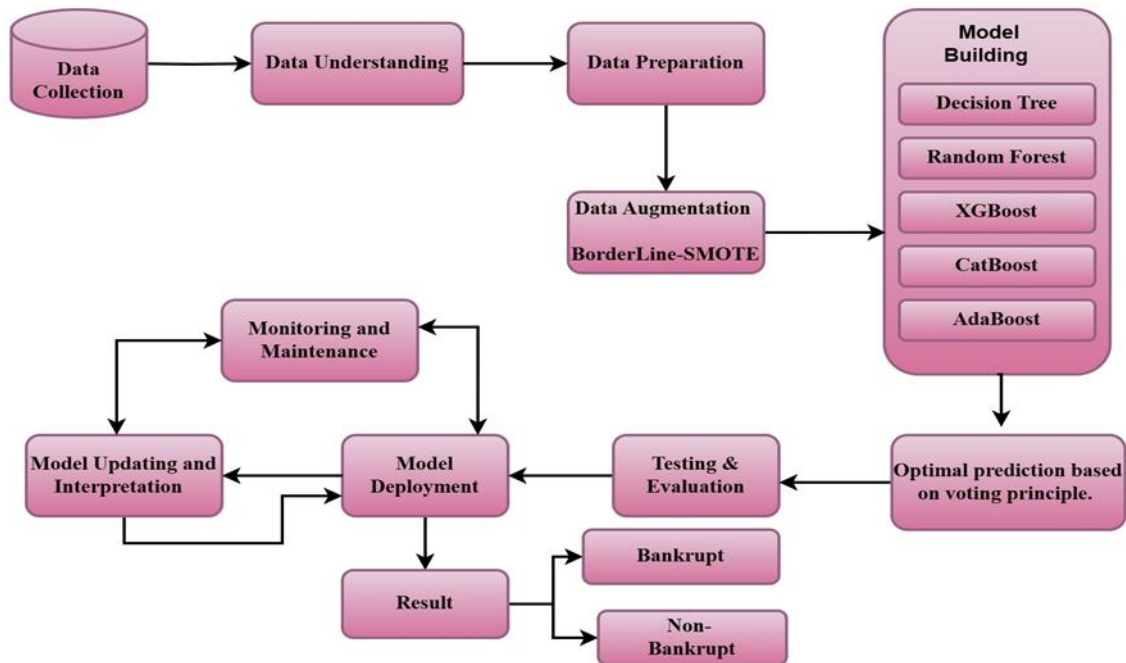 Data
Collection
Data Understanding
Data Preparation
Data Augmentation
BorderLine-SMOTE
Model
Building
Decision Tree
Random Forest
XGBoost
CatBoost
AdaBoost
Optimal prediction based
on voting principle.
Testing &
Evaluation
Model
Deployment
Monitoring and
Maintenance
Model Updating and
Interpretation
Result
Bankrupt
Non-
Bankrupt